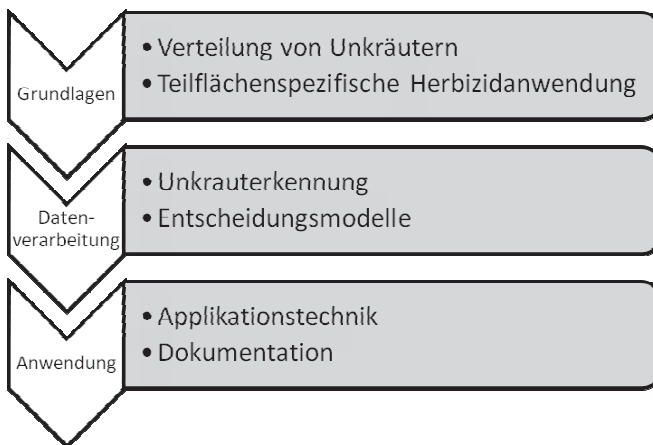 Grundlagen
• Verteilung von Unkräutern
• Teilflächenspezifische Herbizidanwendung
Daten-
verarbeitung
• Unkrauterkennung
• Entscheidungsmodelle
Anwendung
• Applikationstechnik
• Dokumentation